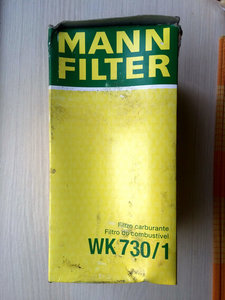 MANN
FILTER
Filtro carburante
Filtro de combustível
WK 730/1